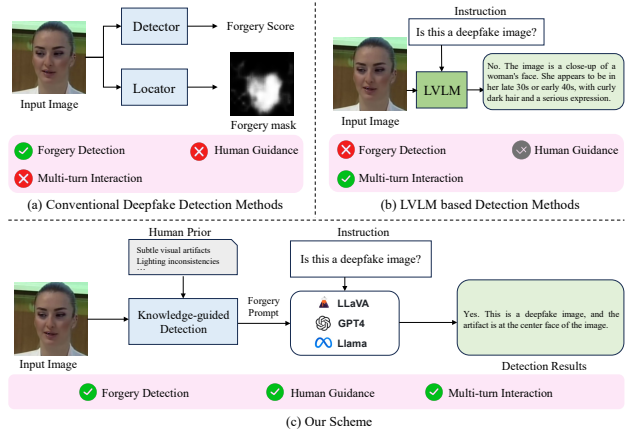 Instruction
Is this a deepfake image?
Detector
Forgery Score
Locator
LVLM
No. The image is a close-up of a
woman's face. She appears to be in
her late 30s or early 40s, with curly
dark hair and a serious expression.
Input Image
Forgery mask
Input Image
Forgery Detection
Human Guidance
Multi-turn Interaction
Forgery Detection
Human Guidance
Multi-turn Interaction
(a) Conventional Deepfake Detection Methods
(b) LVLM based Detection Methods
Human Prior
Subtle visual artifacts
Lighting inconsistencies
...
Instruction
Is this a deepfake image?
Knowledge-guided
Detection
Forgery
Prompt
LLaVA
GPT4
Llama
Yes. This is a deepfake image, and the
artifact is at the center face of the image.
Input Image
Detection Results
Forgery Detection
Human Guidance
Multi-turn Interaction
(c) Our Scheme